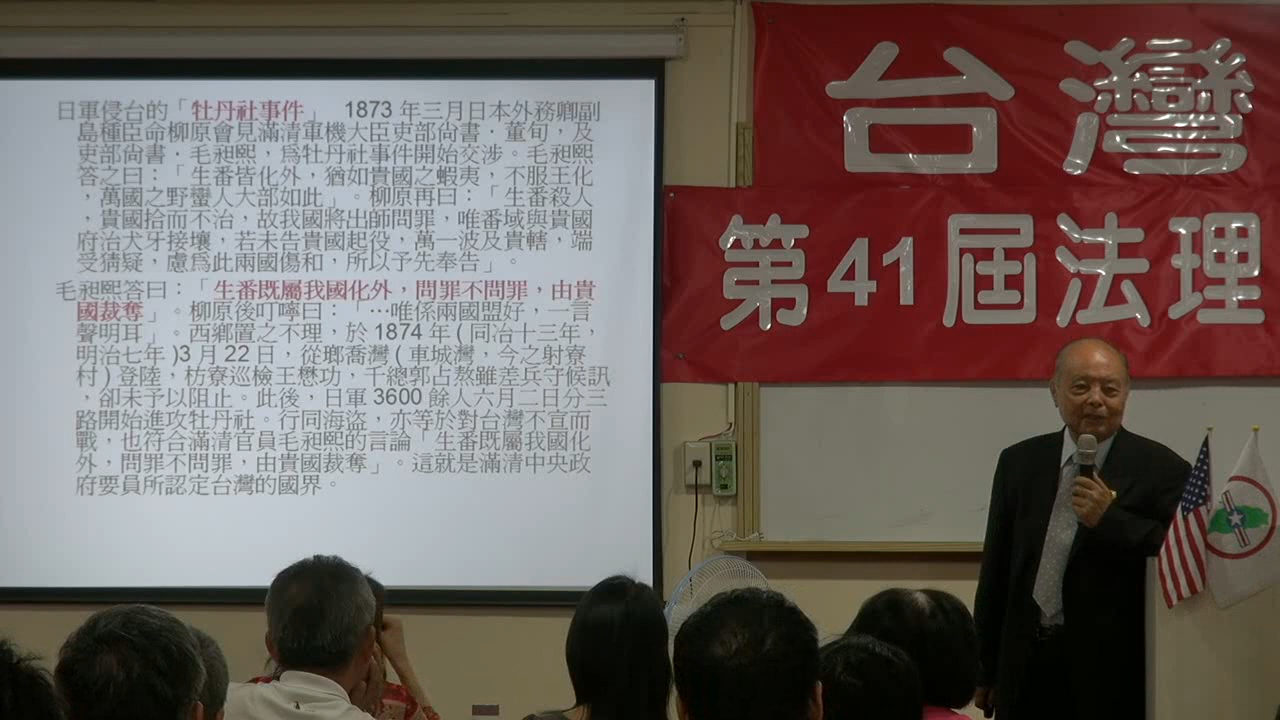 日軍侵台的「牡丹社事件」 1873 年三月日本外務卿副
島種臣命柳原會見滿清軍機大臣吏部尚書．董恂，及
吏部尚書．毛昶熙，爲牡丹社事件開始交涉。毛昶熙
答之曰：「生番皆化外，猶如貴國之蝦夷，不服王化
，萬國之野蠻人大部如此」。柳原再曰：「生番殺人
，貴國拾而不治，故我國將出師問罪，唯番域與貴國
府治犬牙接壤，若未告貴國起役，萬一波及貴轄，端
受猜疑，慮爲此兩國傷和，所以予先奉告」。
毛昶熙答曰：「生番既屬我國化外，問罪不問罪，由貴
國裁奪」。柳原後叮嚀曰：「…唯係兩國盟好，一言
聲明耳」。西鄉置之不理，於 1874 年 ( 同治十三年，
明治七年 )3 月 22 日，從瑯喬灣 ( 車城灣，今之射寮
村 ) 登陸，枋寮巡檢王懋功，千總郭占熬雖差兵守候訊
，卻未予以阻止。此後，日軍 3600 餘人六月二日分三
路開始進攻牡丹社。行同海盜，亦等於對台灣不宣而
戰，也符合滿清官員毛昶熙的言論「生番既屬我國化
外，問罪不問罪，由貴國裁奪」。這就是滿清中央政
府要員所認定台灣的國界。
台灣
第41屆法理